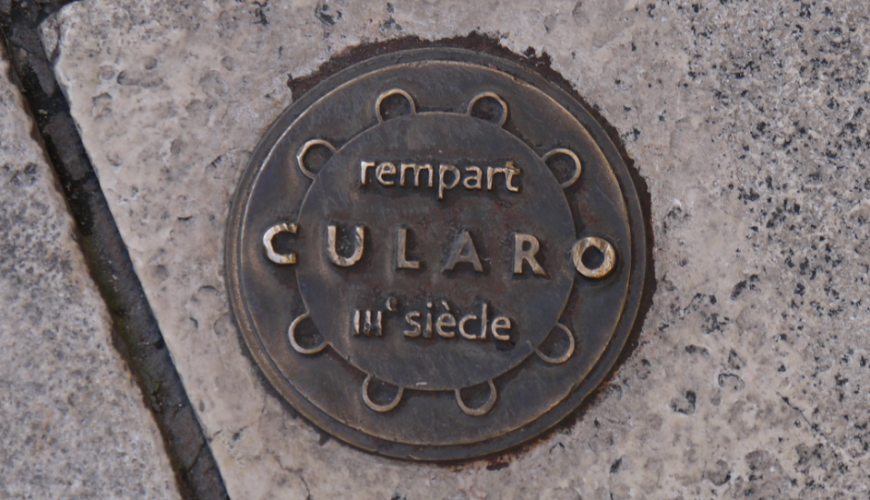 rempart
CULARO
IIIe siècle